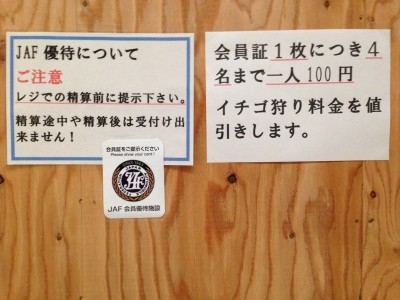 JAF 優待について
ご注意
レジでの精算前に提示下さい。
精算途中や精算後は受付け出
来ません！
会員証をご提示ください
Please show your card!
JAF
JAF 会員優待施設
会員証１枚につき４
名まで一人100円
イチゴ狩り料金を値
引きします。